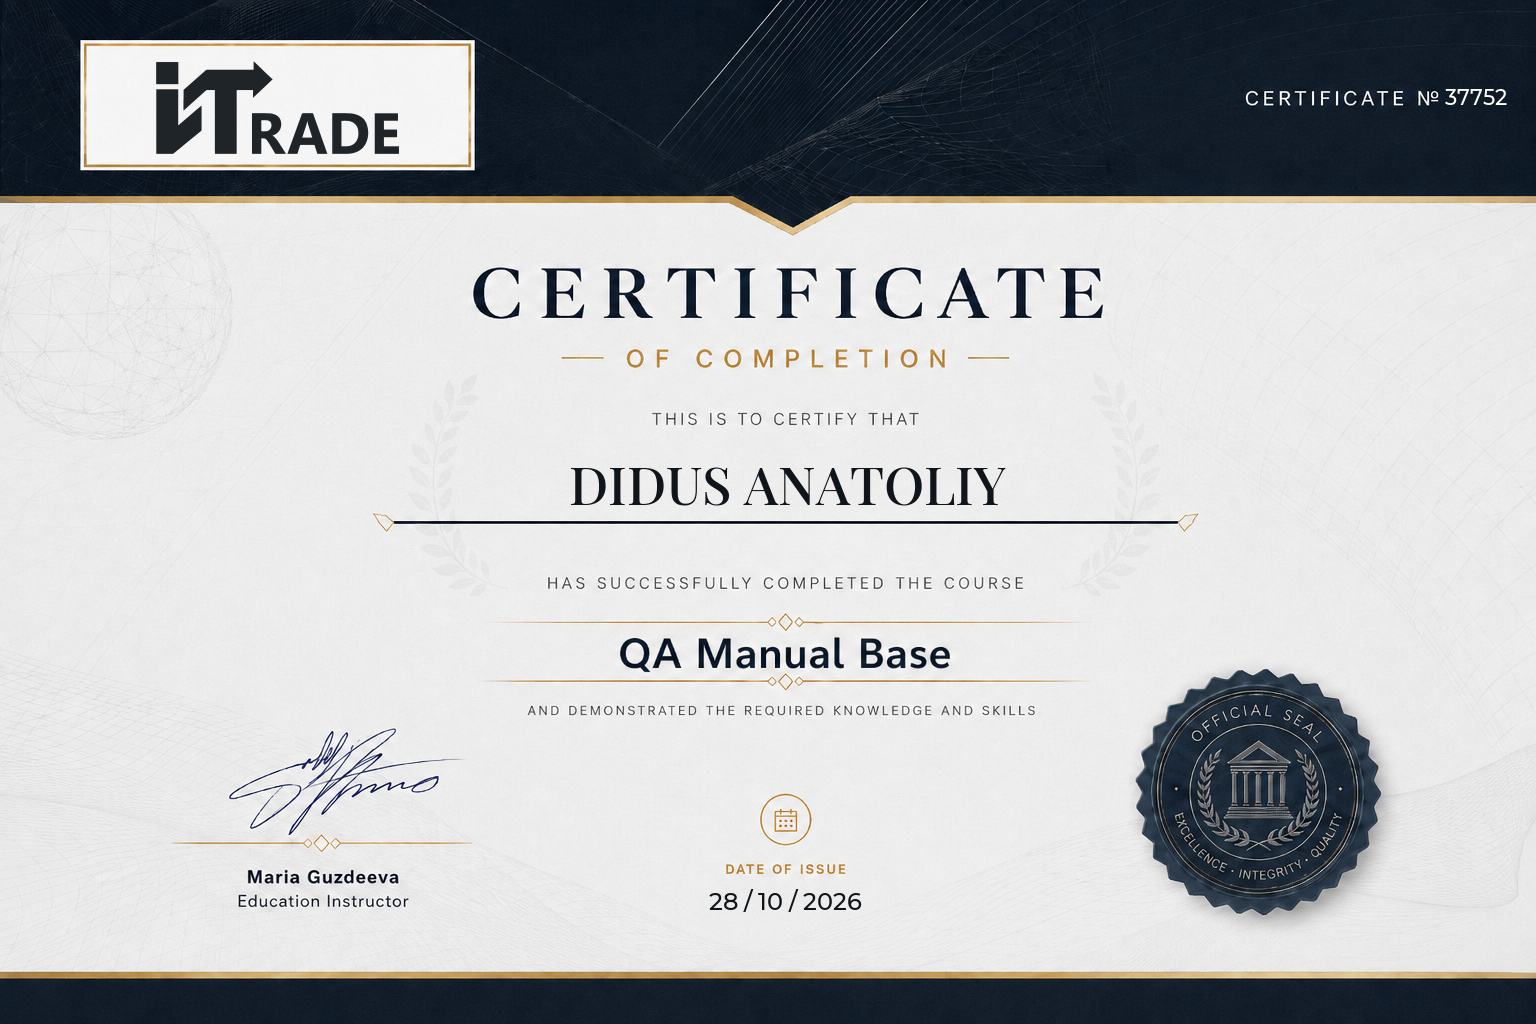 iTRADE
CERTIFICATE № 37752
CERTIFICATE
OF COMPLETION
THIS IS TO CERTIFY THAT
DIDUS ANATOLIY
HAS SUCCESSFULLY COMPLETED THE COURSE
QA Manual Base
AND DEMONSTRATED THE REQUIRED KNOWLEDGE AND SKILLS
Maria Guzdeeva
Education Instructor
DATE OF ISSUE
28 / 10 / 2026
OFFICIAL SEAL
EXCELLENCE · INTEGRITY · QUALITY